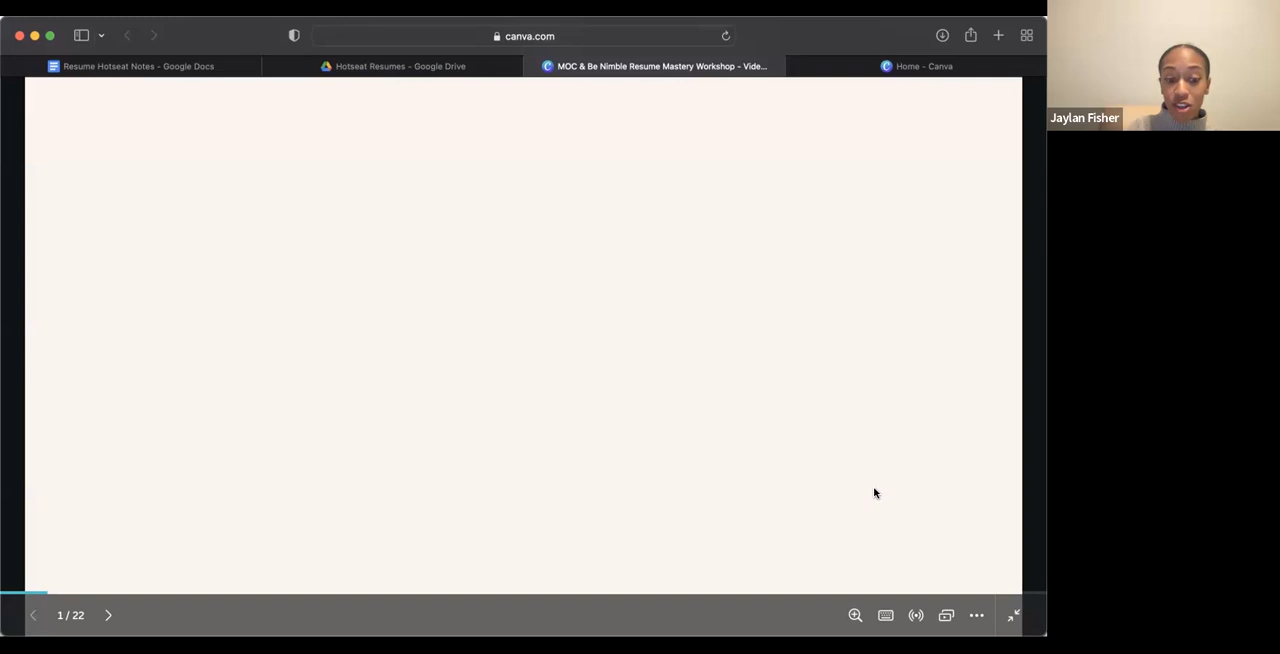 canva.com
Resume Hotseat Notes - Google Docs
Hotseat Resumes - Google Drive
MOC & Be Nimble Resume Mastery Workshop - Vide...
Home - Canva
Jaylan Fisher
1 / 22